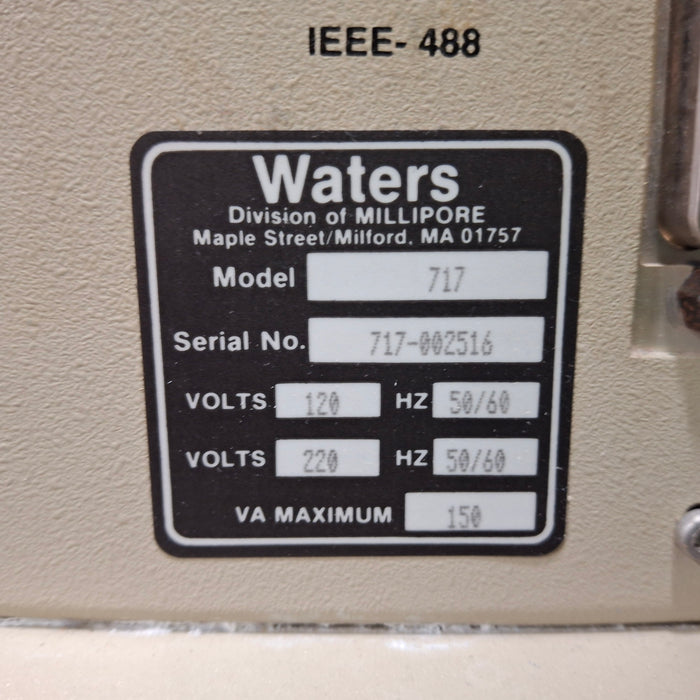 IEEE- 488
Waters
Division of MILLIPORE
Maple Street/Milford, MA 01757
Model 717
Serial No. 717-002516
VOLTS 120 HZ 50/60
VOLTS 220 HZ 50/60
VA MAXIMUM 150